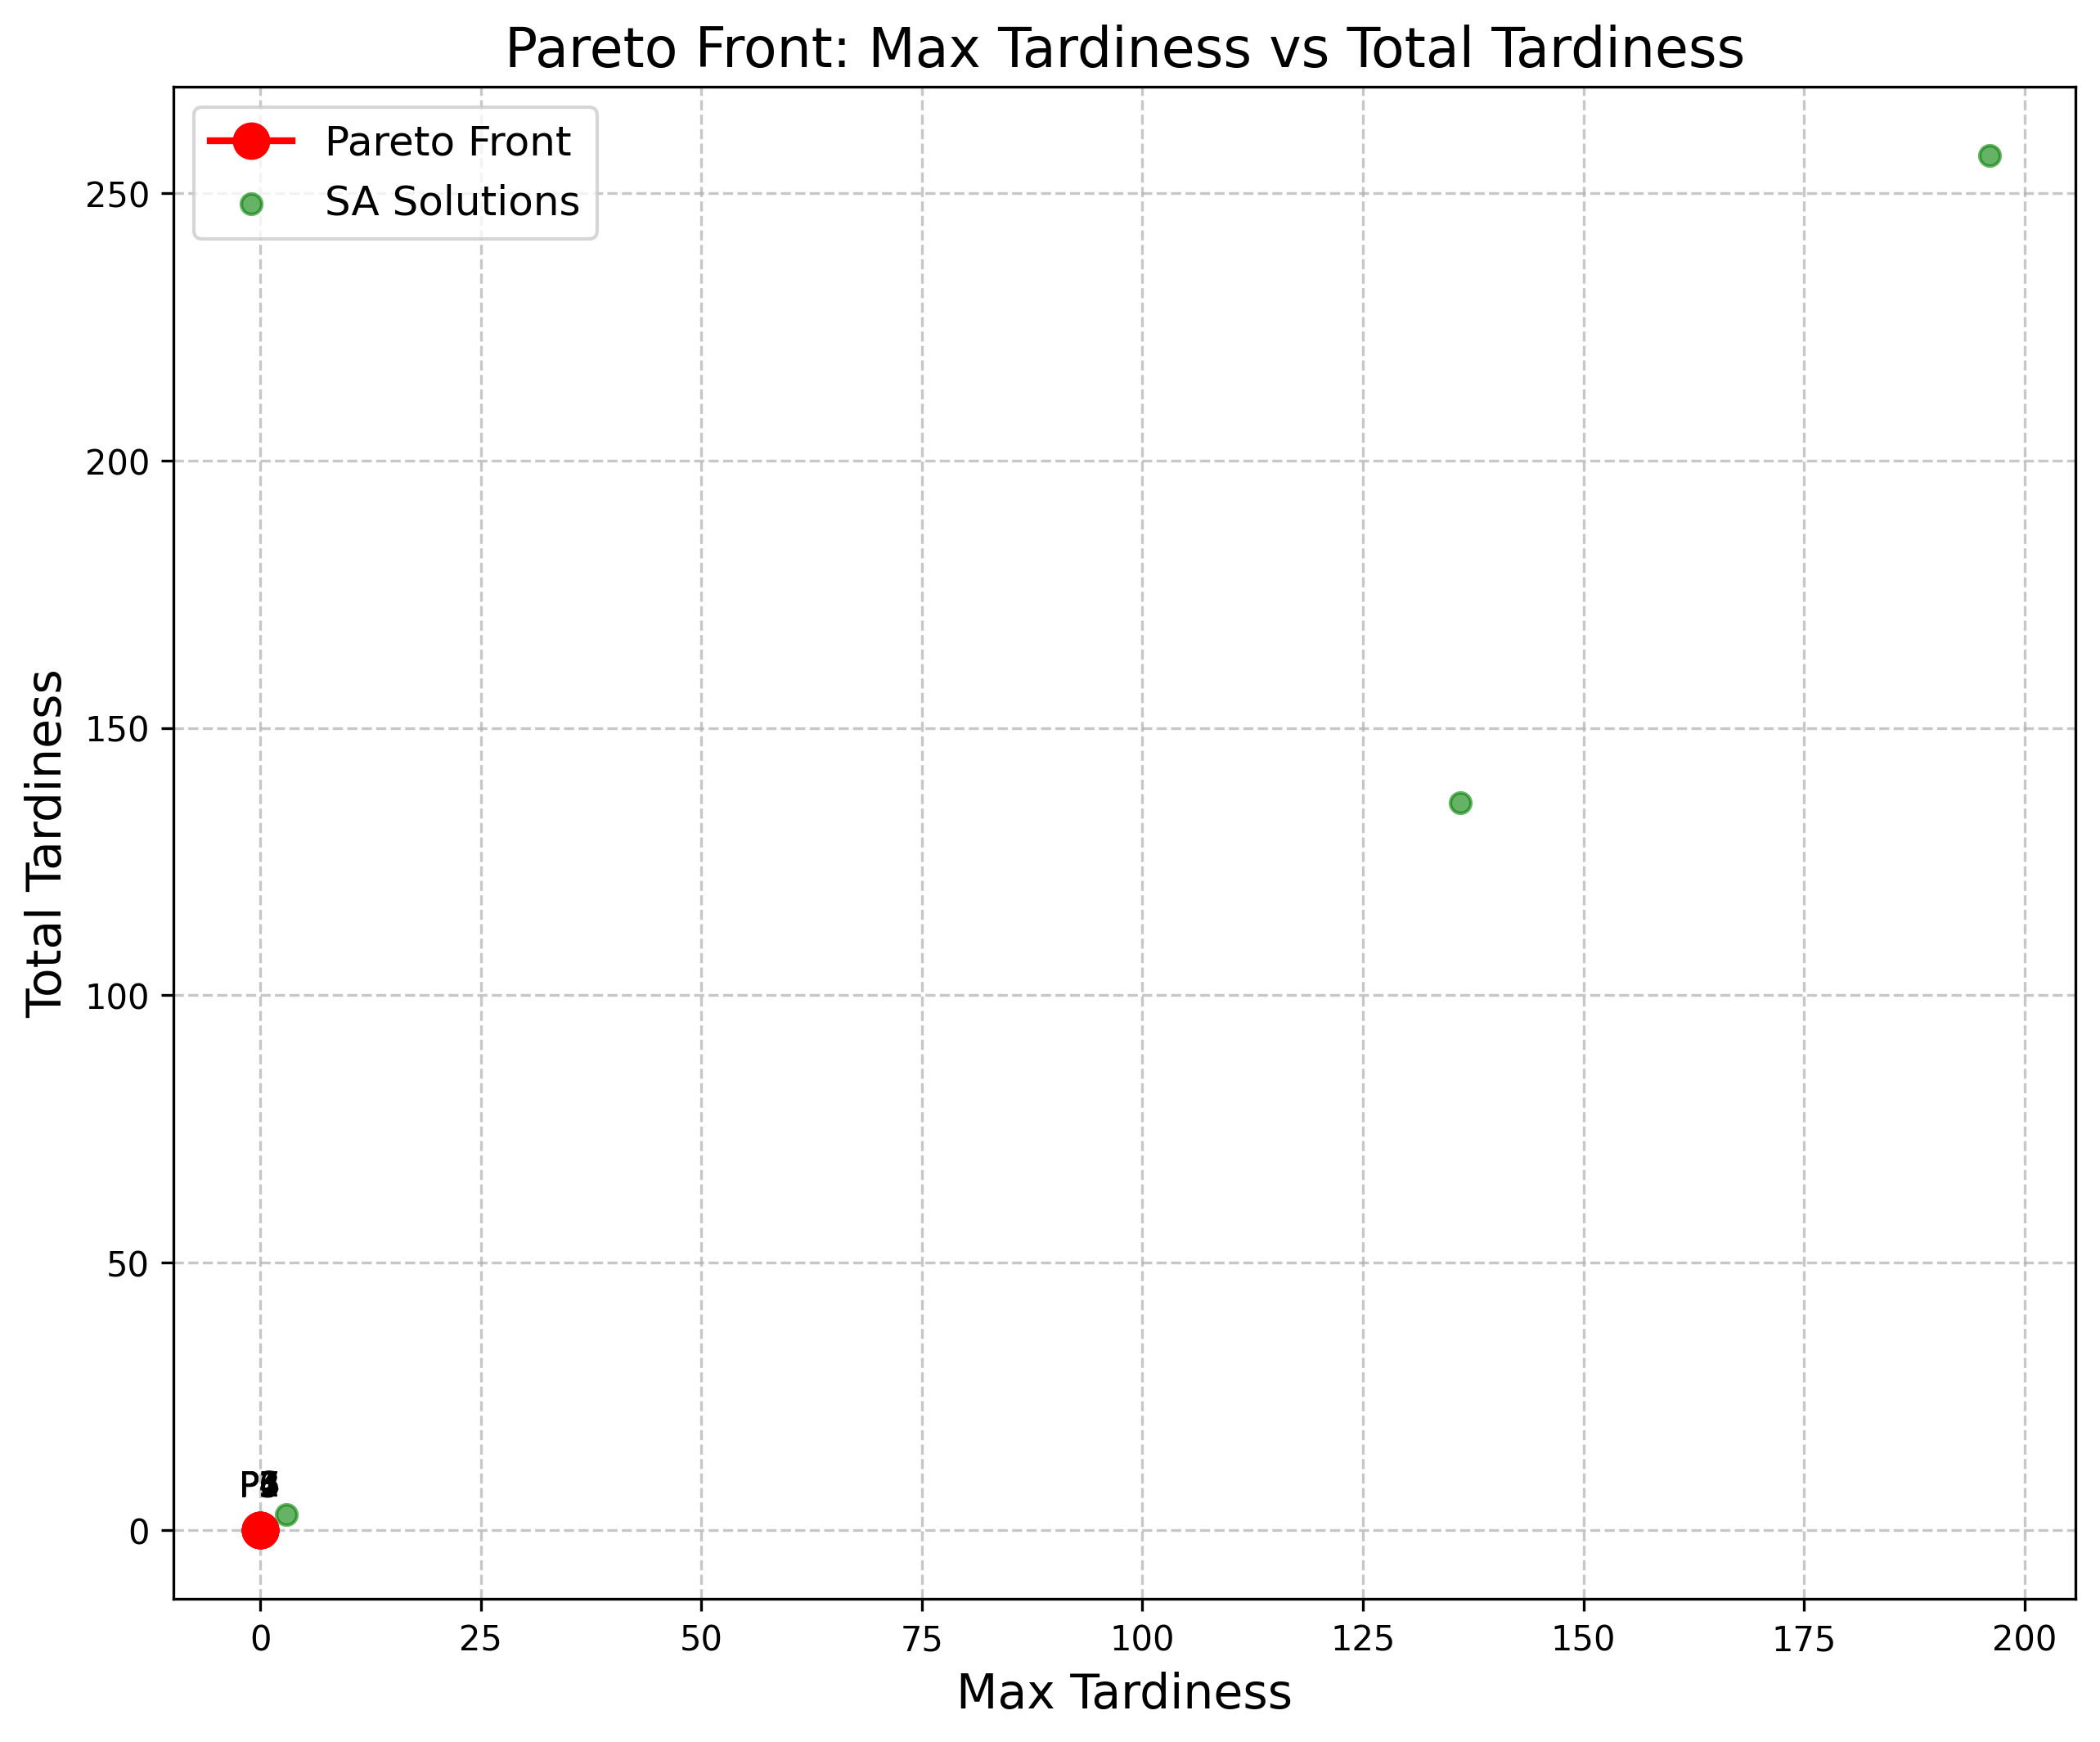 Pareto Front: Max Tardiness vs Total Tardiness
Pareto Front
SA Solutions
250
200
150
100
50
0
Total Tardiness
0 25 50 75 100 125 150 175 200
Max Tardiness